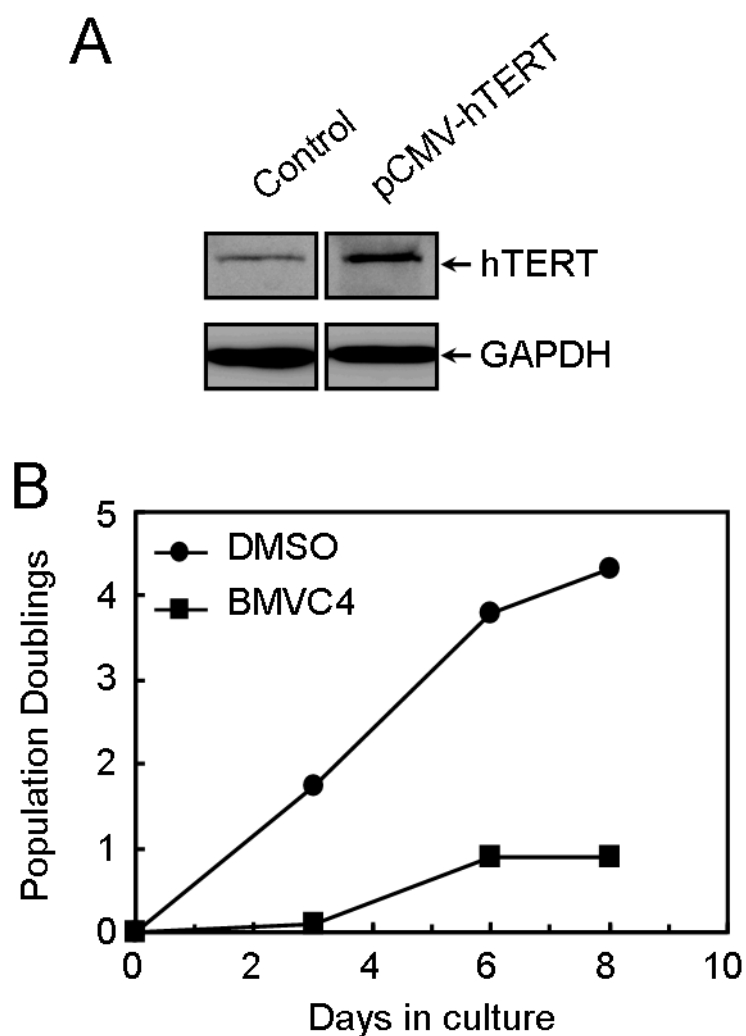 A
Control
pCMV-hTERT
hTERT
GAPDH
B
DMSO
BMVC4
Population Doublings
5
4
3
2
1
0
0 2 4 6 8 10
Days in culture